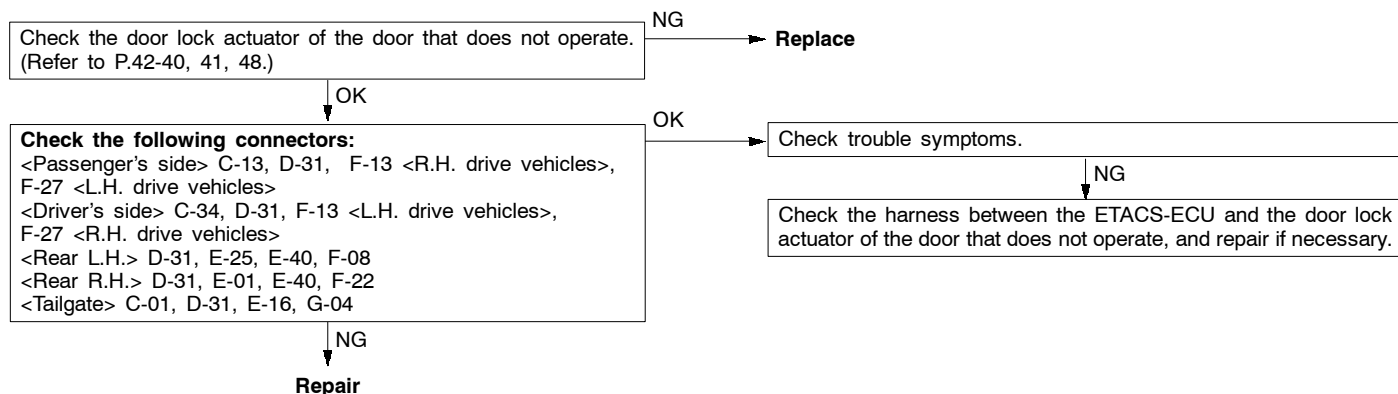 Check the door lock actuator of the door that does not operate.
(Refer to P.42-40, 41, 48.)
NG
Replace
OK
Check the following connectors:
<Passenger's side> C-13, D-31, F-13 <R.H. drive vehicles>,
F-27 <L.H. drive vehicles>
<Driver's side> C-34, D-31, F-13 <L.H. drive vehicles>,
F-27 <R.H. drive vehicles>
<Rear L.H.> D-31, E-25, E-40, F-08
<Rear R.H.> D-31, E-01, E-40, F-22
<Tailgate> C-01, D-31, E-16, G-04
OK
Check trouble symptoms.
NG
Check the harness between the ETACS-ECU and the door lock
actuator of the door that does not operate, and repair if necessary.
NG
Repair